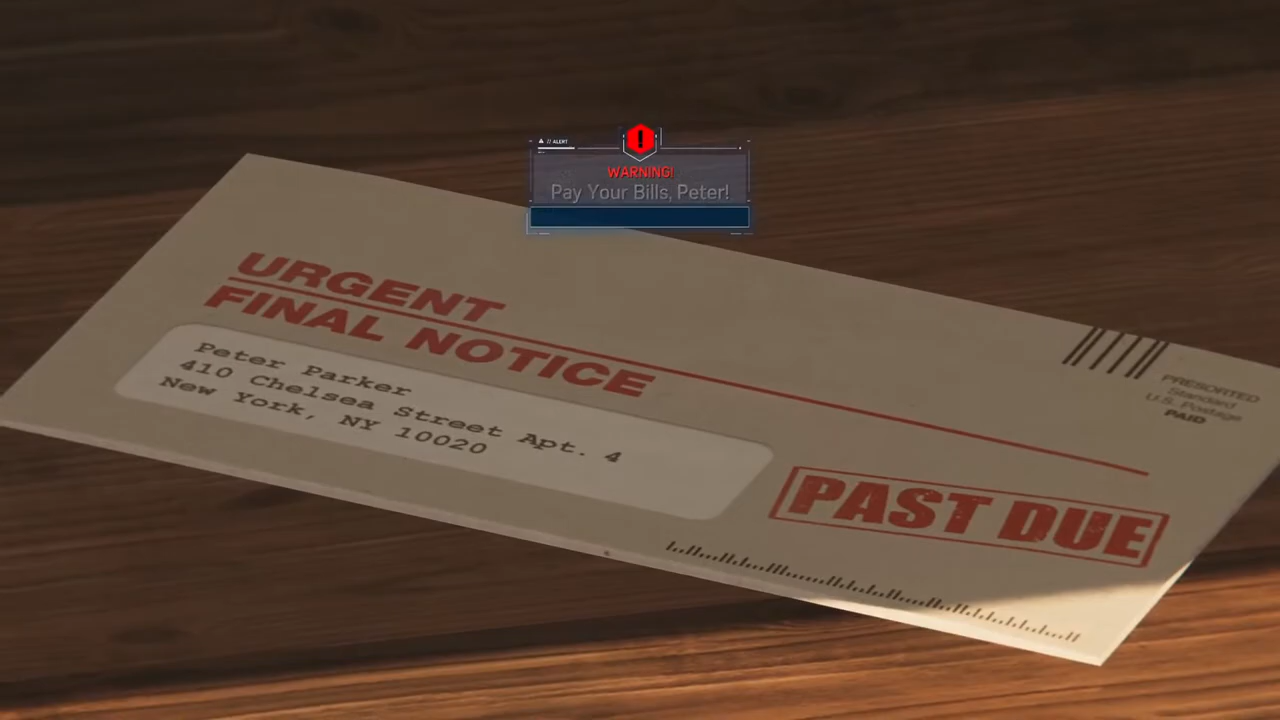 // ALERT
WARNING!
Pay Your Bills, Peter!
URGENT
FINAL NOTICE
Peter Parker
410 Chelsea Street Apt. 4
New York, NY 10020
PRESORTED
Standard
U.S. Postage
PAID
PAST DUE